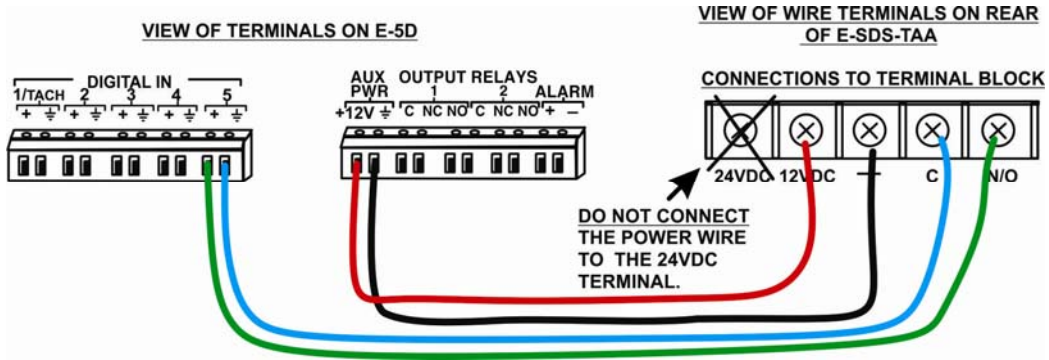 VIEW OF TERMINALS ON E-5D
DIGITAL IN
1/TACH 2 3 4 5
+ + + + +
AUX PWR
OUTPUT RELAYS
1 2 ALARM
+12V C NC NO C NC NO + −
VIEW OF WIRE TERMINALS ON REAR
OF E-SDS-TAA
CONNECTIONS TO TERMINAL BLOCK
24VDC 12VDC — C N/O
DO NOT CONNECT
THE POWER WIRE
TO THE 24VDC
TERMINAL.